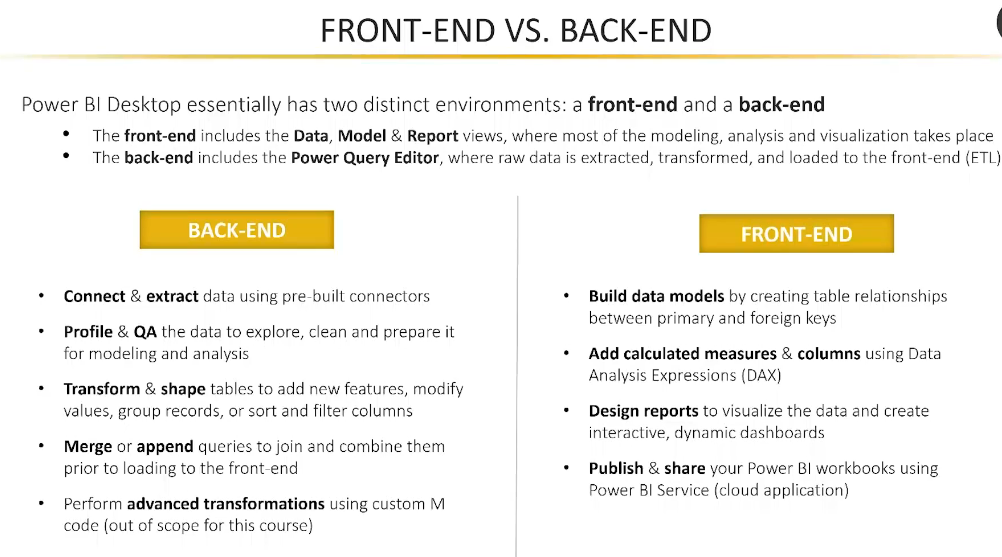 FRONT-END VS. BACK-END
Power BI Desktop essentially has two distinct environments: a front-end and a back-end
• The front-end includes the Data, Model & Report views, where most of the modeling, analysis and visualization takes place
• The back-end includes the Power Query Editor, where raw data is extracted, transformed, and loaded to the front-end (ETL)
BACK-END
• Connect & extract data using pre-built connectors
• Profile & QA the data to explore, clean and prepare it
for modeling and analysis
• Transform & shape tables to add new features, modify
values, group records, or sort and filter columns
• Merge or append queries to join and combine them
prior to loading to the front-end
• Perform advanced transformations using custom M
code (out of scope for this course)
FRONT-END
• Build data models by creating table relationships
between primary and foreign keys
• Add calculated measures & columns using Data
Analysis Expressions (DAX)
• Design reports to visualize the data and create
interactive, dynamic dashboards
• Publish & share your Power BI workbooks using
Power BI Service (cloud application)